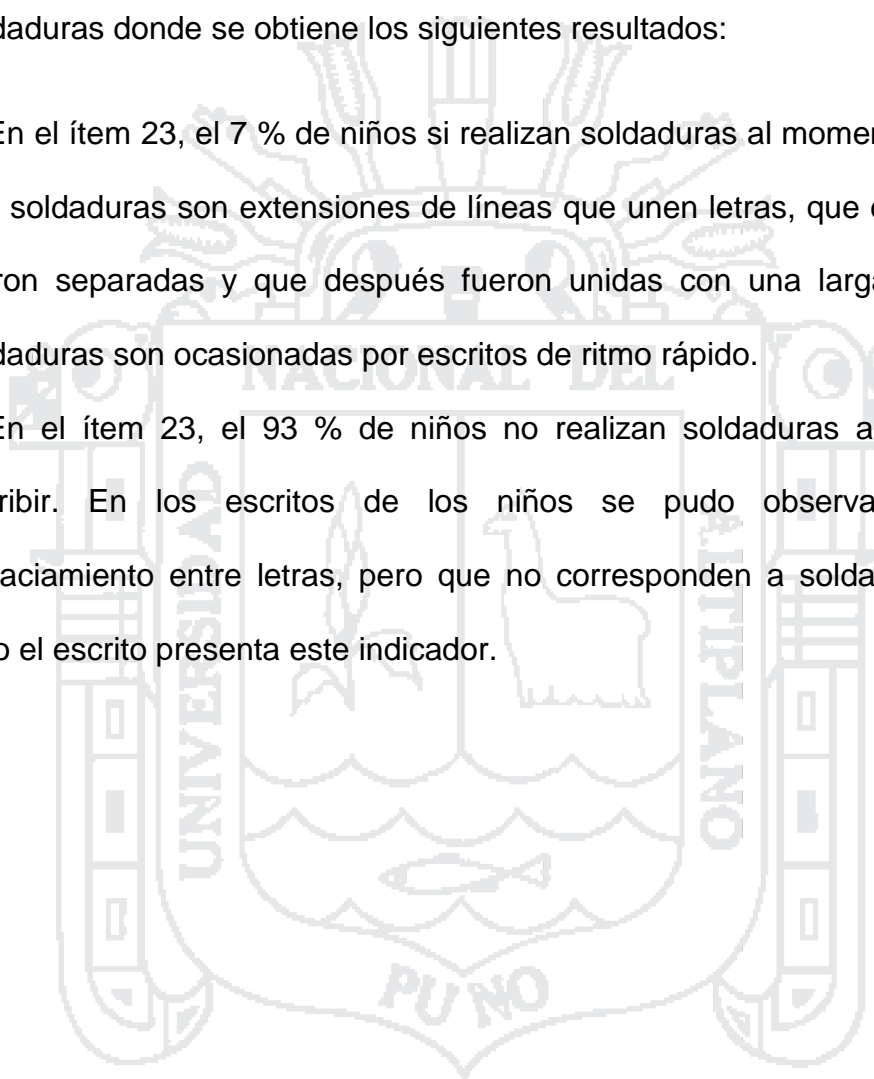 daduras donde se obtiene los siguientes resultados:
En el ítem 23, el 7 % de niños si realizan soldaduras al momen
soldaduras son extensiones de líneas que unen letras, que
ron separadas y que después fueron unidas con una larga
daduras son ocasionadas por escritos de ritmo rápido.
En el ítem 23, el 93 % de niños no realizan soldaduras a
ribir. En los escritos de los niños se pudo observa
aciamiento entre letras, pero que no corresponden a solda
o el escrito presenta este indicador.
NACIONAL DEL
UNIVERSIDAD
ALTIPLANO
PUNO